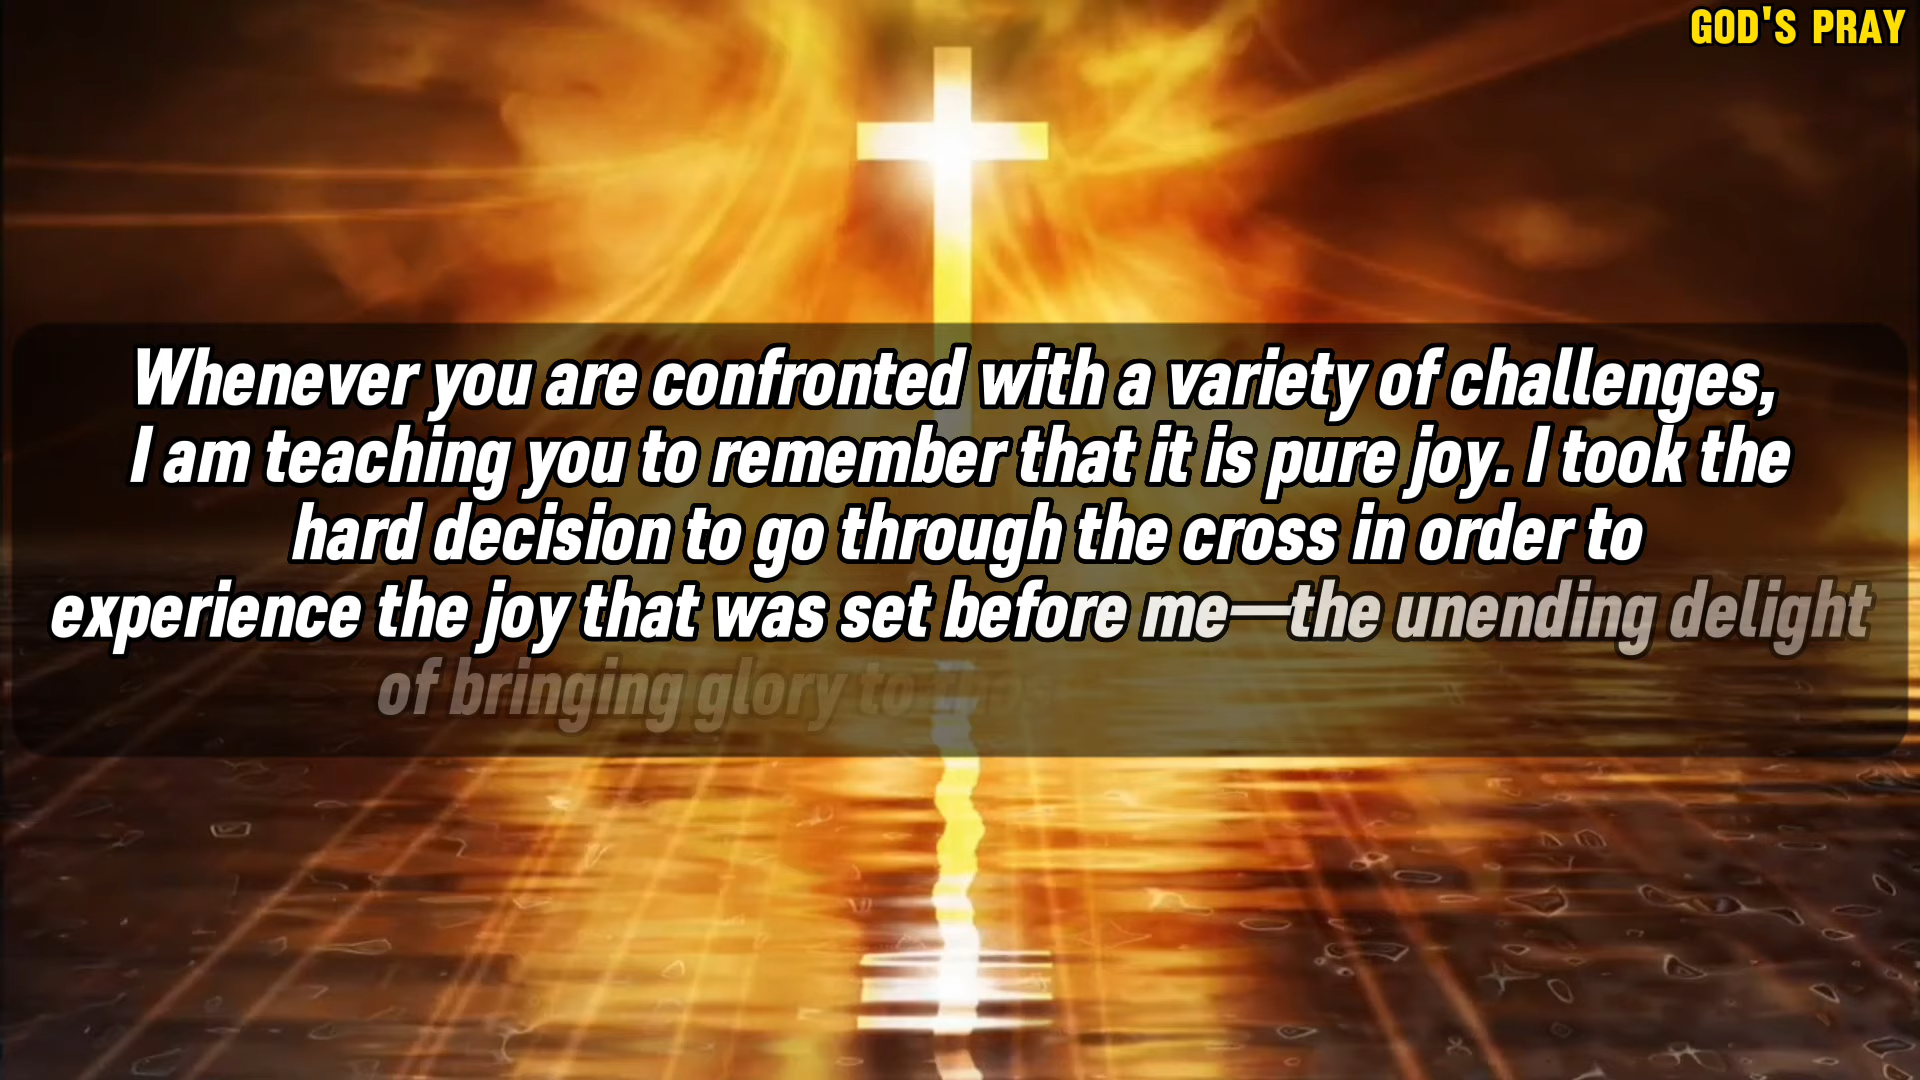 GOD'S PRAY
Whenever you are confronted with a variety of challenges,
I am teaching you to remember that it is pure joy. I took the
hard decision to go through the cross in order to
experience the joy that was set before me—the unending delight
of bringing glory to